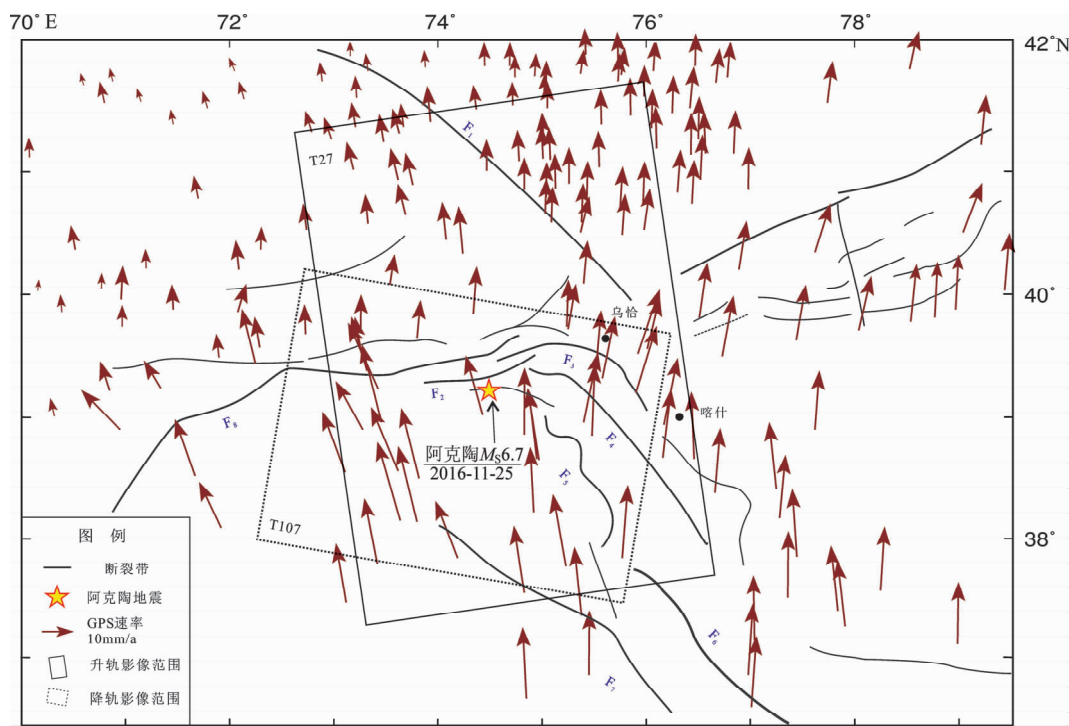 70°E
72°
74°
76°
78°
42°N
40°
38°
F₁
T27
乌恰
F₃
F₂
喀什
F₄
F₈
阿克陶Mₛ6.7
2016-11-25
F₅
T107
F₆
F₇
图 例
断裂带
阿克陶地震
GPS速率
10mm/a
升轨影像范围
降轨影像范围